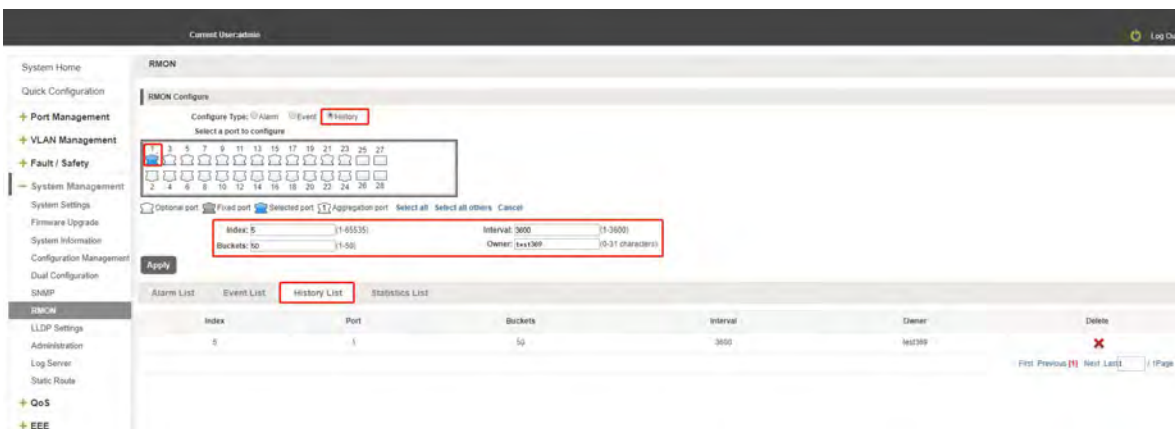 Current User:admin
Log Ou
System Home
Quick Configuration
+ Port Management
+ VLAN Management
+ Fault / Safety
− System Management
System Settings
Firmware Upgrade
System Information
Configuration Management
Dual Configuration
SNMP
RMON
LLDP Settings
Administration
Log Server
Static Route
+ QoS
+ EEE
RMON
RMON Configure
Configure Type: Alarm Event History
Select a port to configure
1 3 5 7 9 11 13 15 17 19 21 23 25 27
2 4 6 8 10 12 14 16 18 20 22 24 26 28
Optional port Fixed port Selected port 1 Aggregation port Select all Select all others Cancel
Index: 5 (1-65535) Interval: 3600 (1-3600)
Buckets: 50 (1-50) Owner: test369 (0-31 characters)
Apply
Alarm List Event List History List Statistics List
Index Port Buckets Interval Owner Delete
5 1 50 3600 test369
First Previous [1] Next Last 1 / 1Page